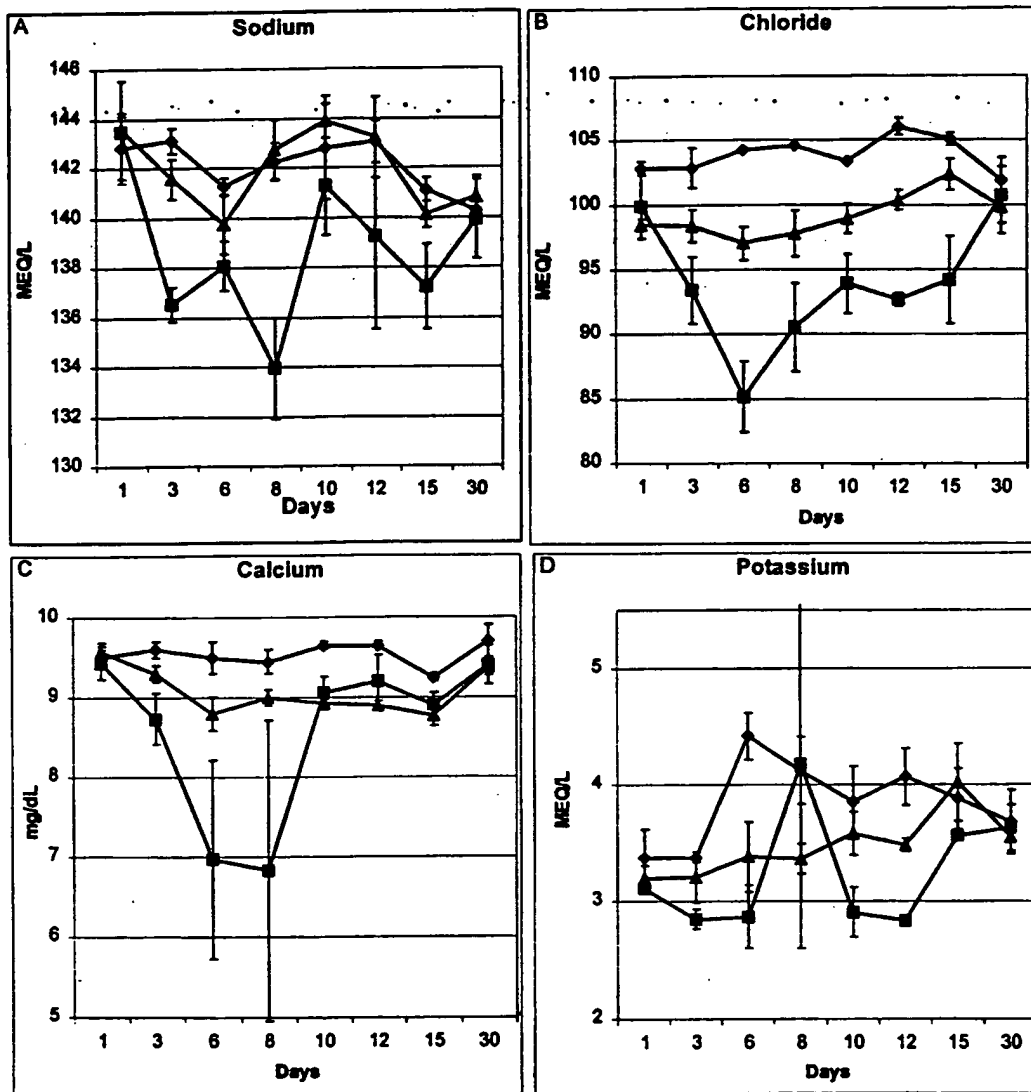 A
Sodium
146
144
142
140
138
136
134
132
130
MEQ/L
1 3 6 8 10 12 15 30
Days
B
Chloride
110
105
100
95
90
85
80
MEQ/L
1 3 6 8 10 12 15 30
Days
C
Calcium
10
9
8
7
6
5
mg/dL
1 3 6 8 10 12 15 30
Days
D
Potassium
5
4
3
2
MEQ/L
1 3 6 8 10 12 15 30
Days